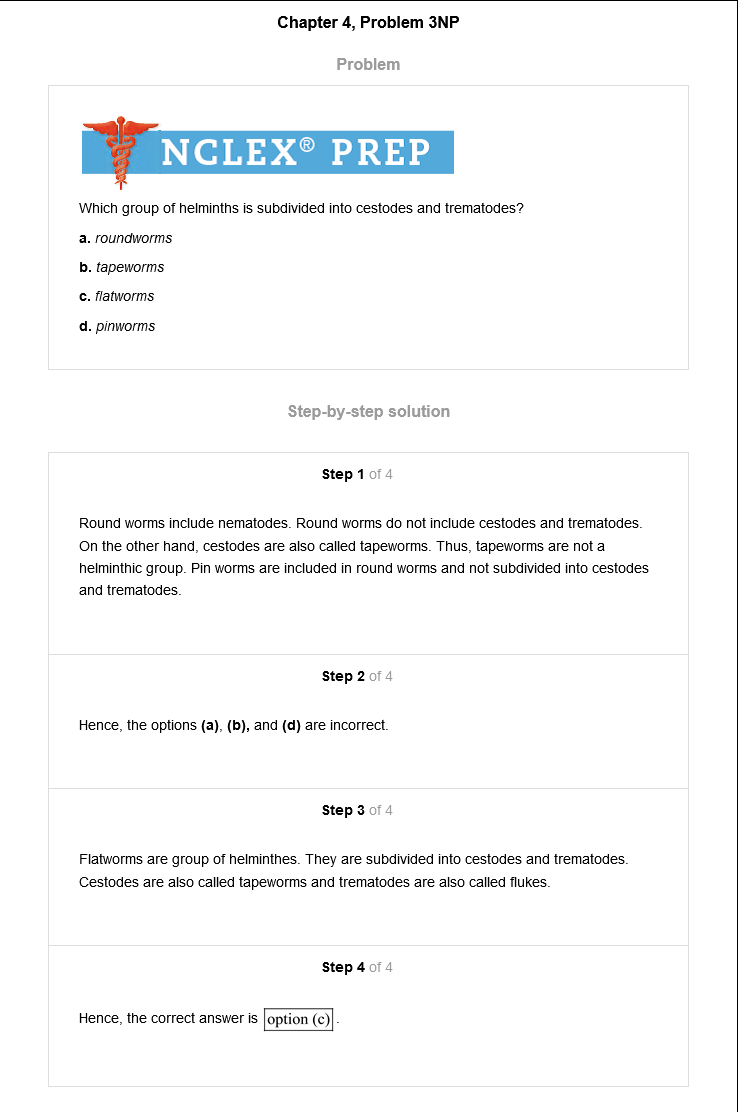 Chapter 4, Problem 3NP
Problem
NCLEX® PREP
Which group of helminths is subdivided into cestodes and trematodes?
a. roundworms
b. tapeworms
c. flatworms
d. pinworms
Step-by-step solution
Step 1 of 4
Round worms include nematodes. Round worms do not include cestodes and trematodes.
On the other hand, cestodes are also called tapeworms. Thus, tapeworms are not a
helminthic group. Pin worms are included in round worms and not subdivided into cestodes
and trematodes.
Step 2 of 4
Hence, the options (a), (b), and (d) are incorrect.
Step 3 of 4
Flatworms are group of helminthes. They are subdivided into cestodes and trematodes.
Cestodes are also called tapeworms and trematodes are also called flukes.
Step 4 of 4
Hence, the correct answer is option (c).